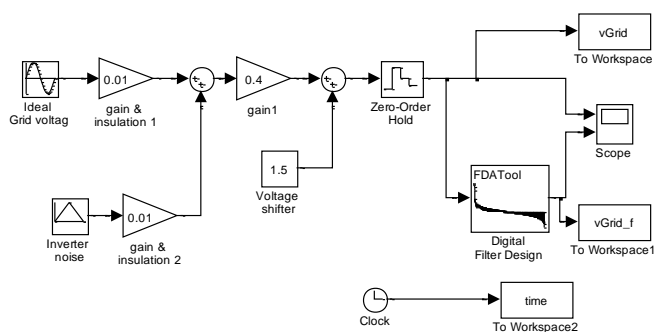 vGrid
To Workspace
0.01
0.4
Ideal
Grid voltag
gain &
insulation 1
gain1
Zero-Order
Hold
Scope
1.5
FDATool
Voltage
shifter
0.01
vGrid_f
Inverter
noise
gain &
insulation 2
Digital
Filter Design
To Workspace1
time
Clock
To Workspace2